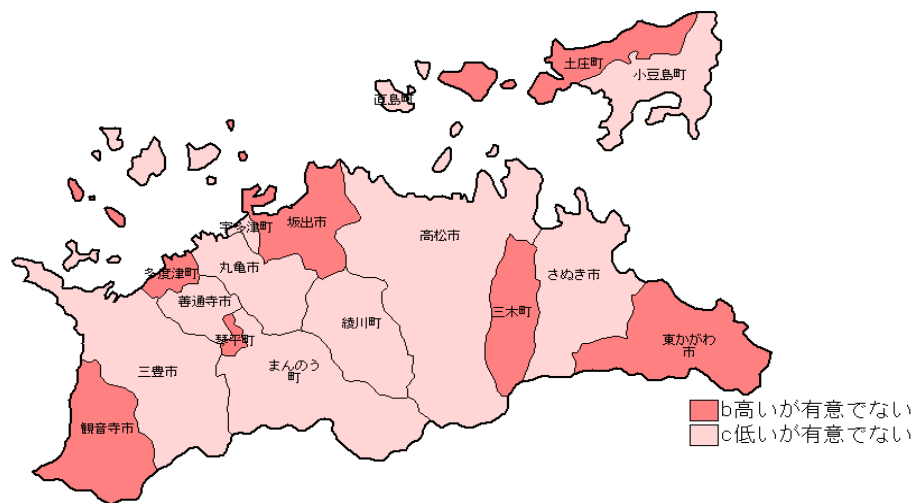 土庄町
小豆島町
直島町
坂出市
宇多津町
高松市
多度津町
丸亀市
さぬき市
善通寺市
三木町
綾川町
琴平町
東かがわ
市
まんのう
町
三豊市
観音寺市
b高いが有意でない
c低いが有意でない